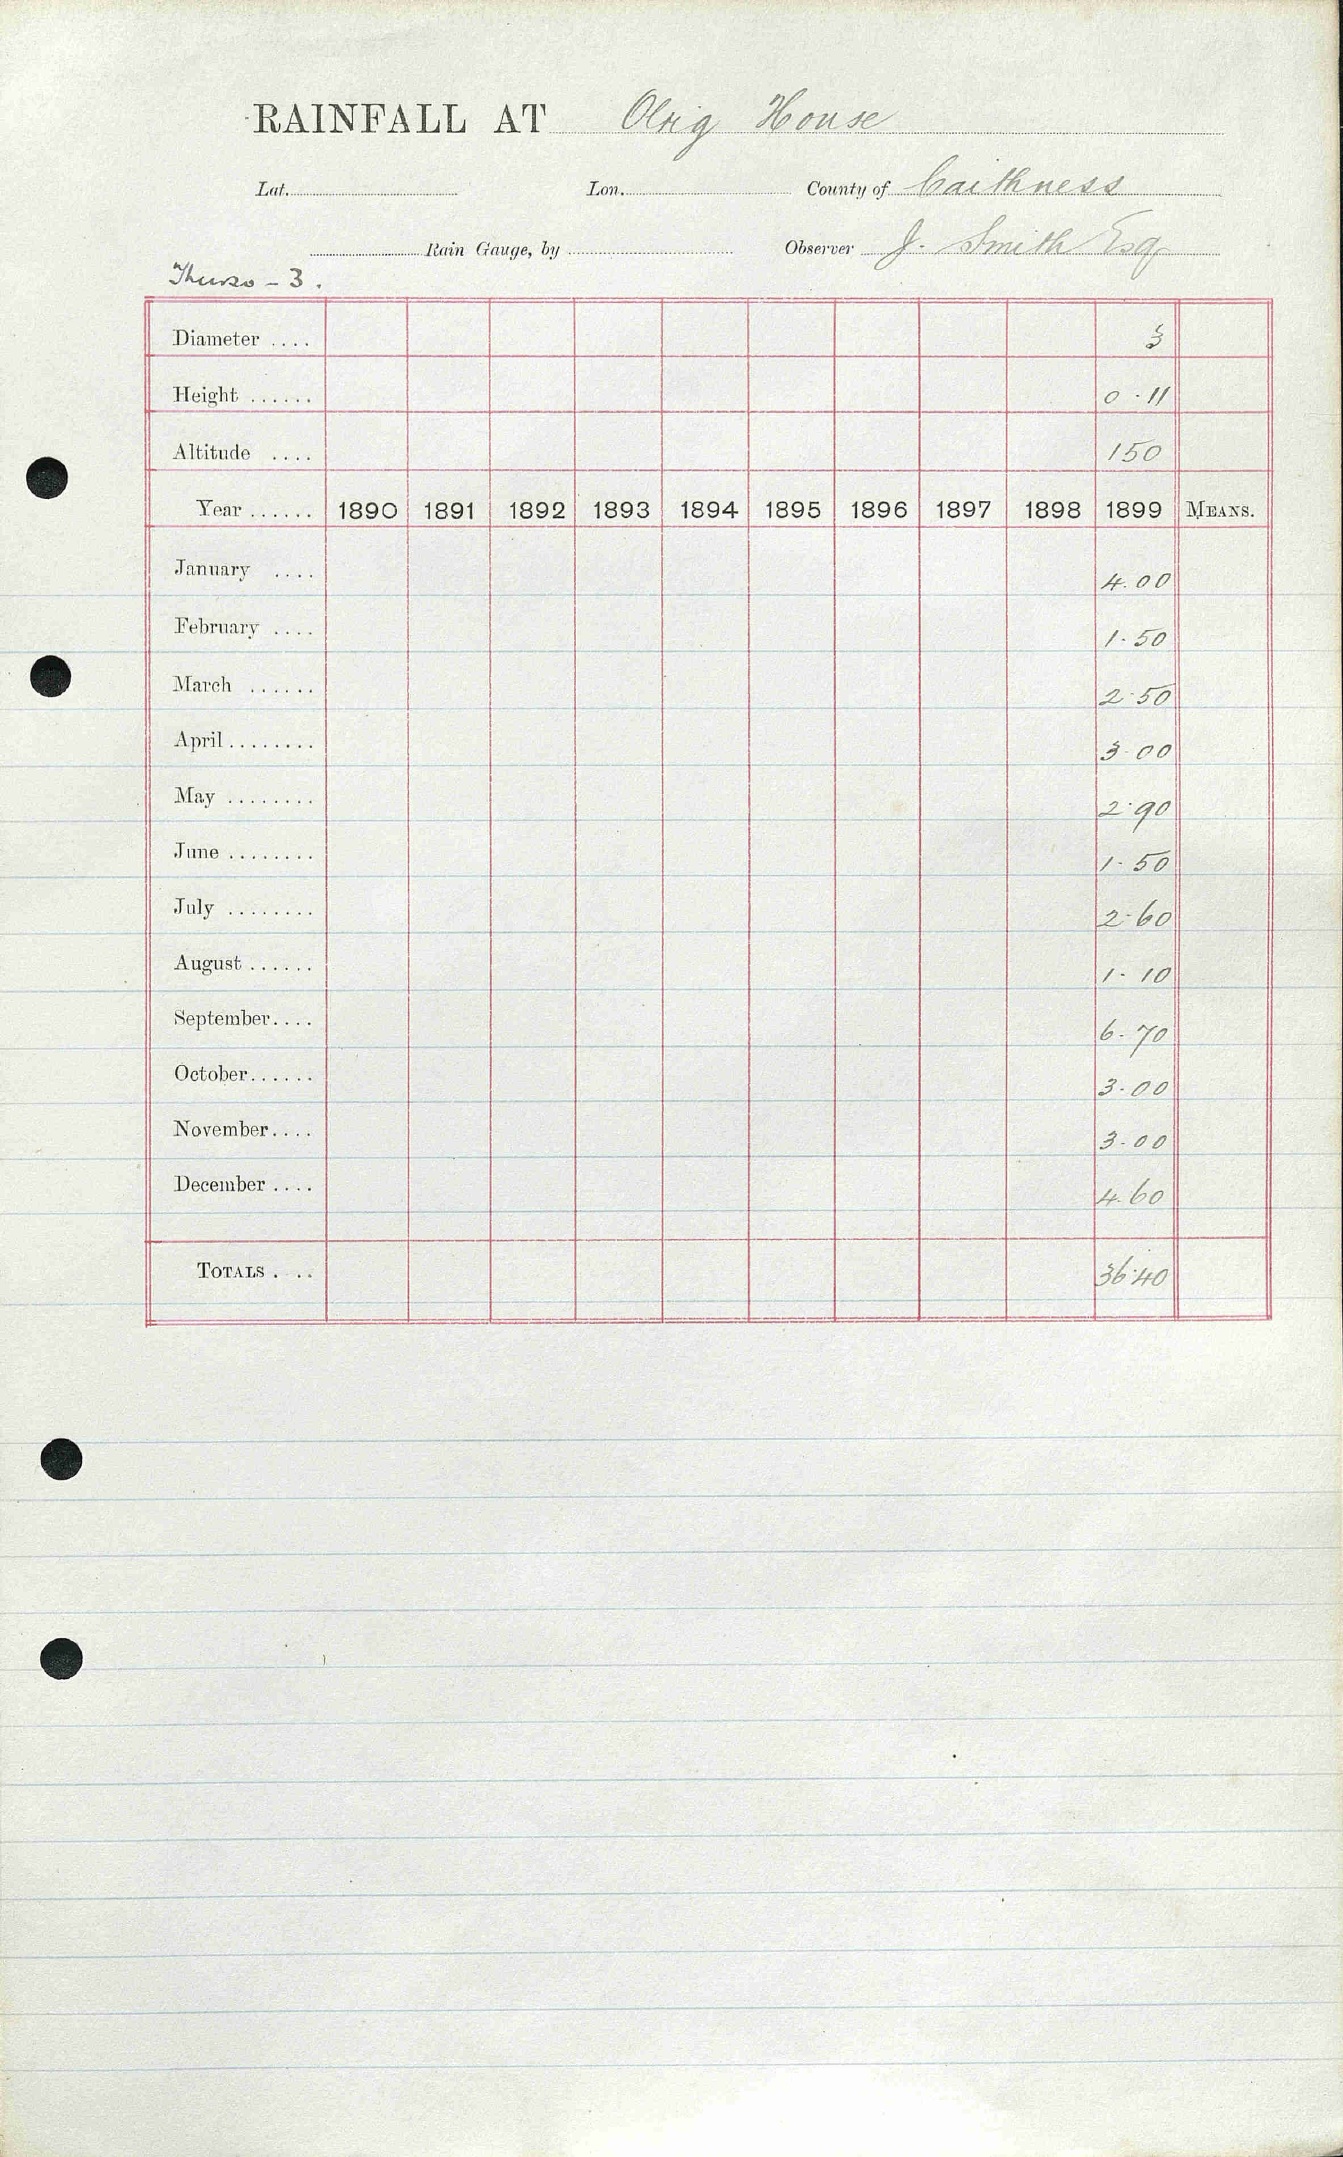 RAINFALL AT Olrig House
Lat. Lon. County of Caithness
Rain Gauge, by Observer J. Smith Esq
Thurso - 3.
Diameter .... 3
Height ...... 0.11
Altitude .... 150
Year ...... 1890 1891 1892 1893 1894 1895 1896 1897 1898 1899 MEANS.
January .... 4.00
February .... 1.50
March ...... 2.50
April ........ 3.00
May ........ 2.90
June ........ 1.50
July ........ 2.60
August ...... 1.10
September.... 6.70
October...... 3.00
November.... 3.00
December .... 4.60
TOTALS . .. 36.40